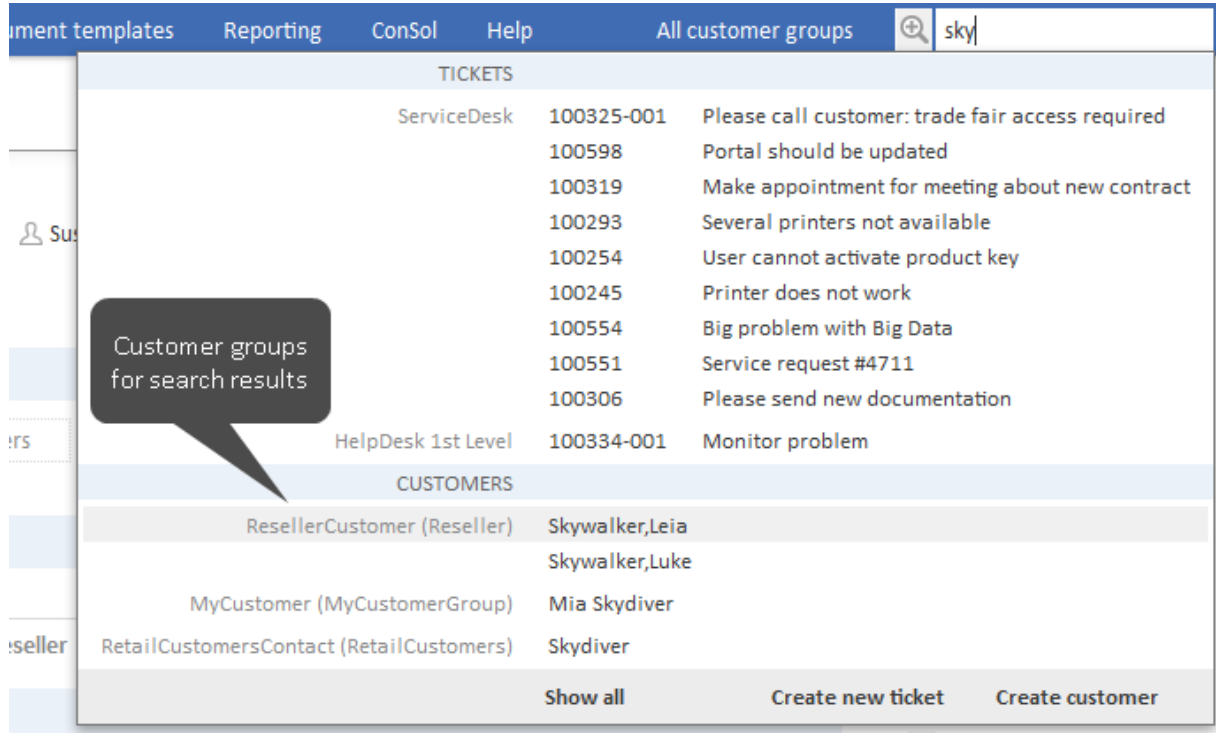 ument templates Reporting ConSol Help All customer groups sky
TICKETS
ServiceDesk 100325-001 Please call customer: trade fair access required
100598 Portal should be updated
100319 Make appointment for meeting about new contract
100293 Several printers not available
Sus
100254 User cannot activate product key
100245 Printer does not work
100554 Big problem with Big Data
Customer groups
for search results
100551 Service request #4711
100306 Please send new documentation
ers HelpDesk 1st Level 100334-001 Monitor problem
CUSTOMERS
ResellerCustomer (Reseller) Skywalker,Leia
Skywalker,Luke
MyCustomer (MyCustomerGroup) Mia Skydiver
eseller RetailCustomersContact (RetailCustomers) Skydiver
Show all Create new ticket Create customer